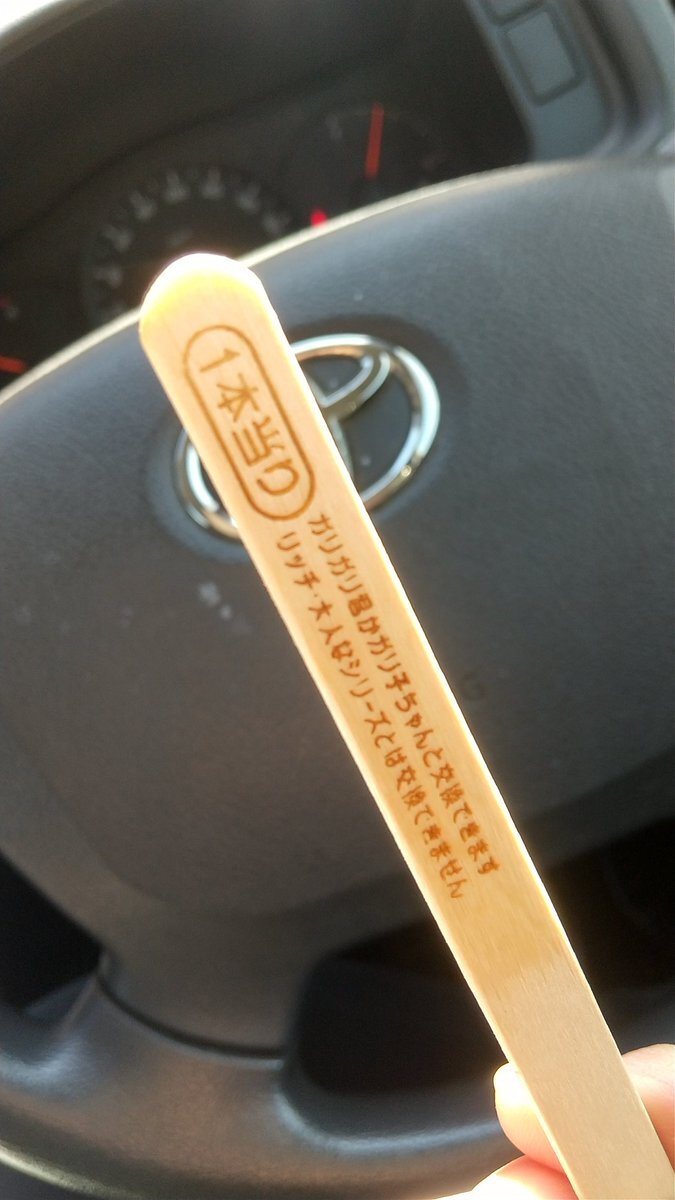 1本当り
ガリガリ君かガリ子ちゃんと交換できます
リッチ・大人なシリーズとは交換できません